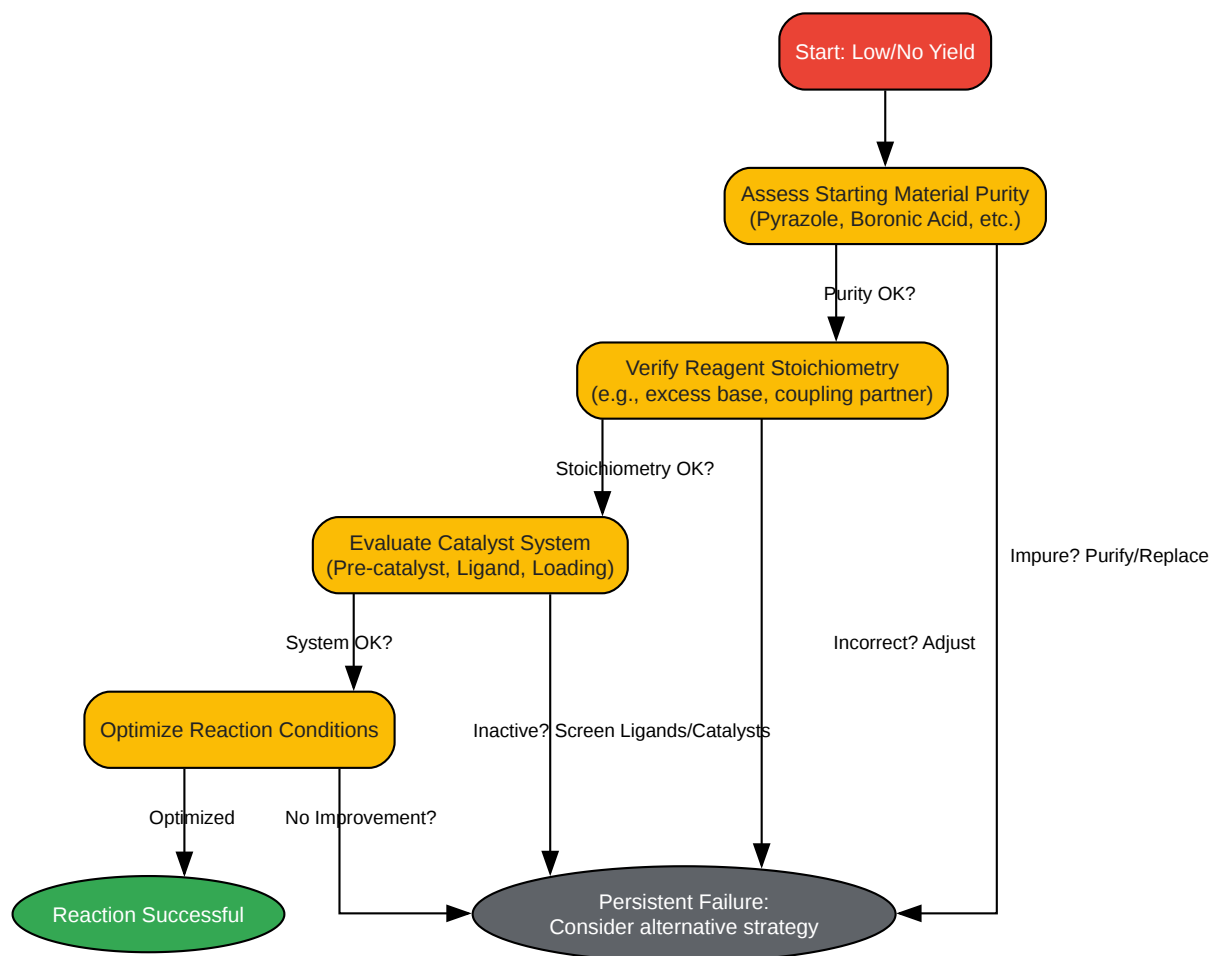 Start: Low/No Yield
Assess Starting Material Purity
(Pyrazole, Boronic Acid, etc.)
Purity OK?
Verify Reagent Stoichiometry
(e.g., excess base, coupling partner)
Stoichiometry OK?
Evaluate Catalyst System
(Pre-catalyst, Ligand, Loading)
Impure? Purify/Replace
System OK?
Incorrect? Adjust
Optimize Reaction Conditions
Inactive? Screen Ligands/Catalysts
Optimized
No Improvement?
Reaction Successful
Persistent Failure:
Consider alternative strategy